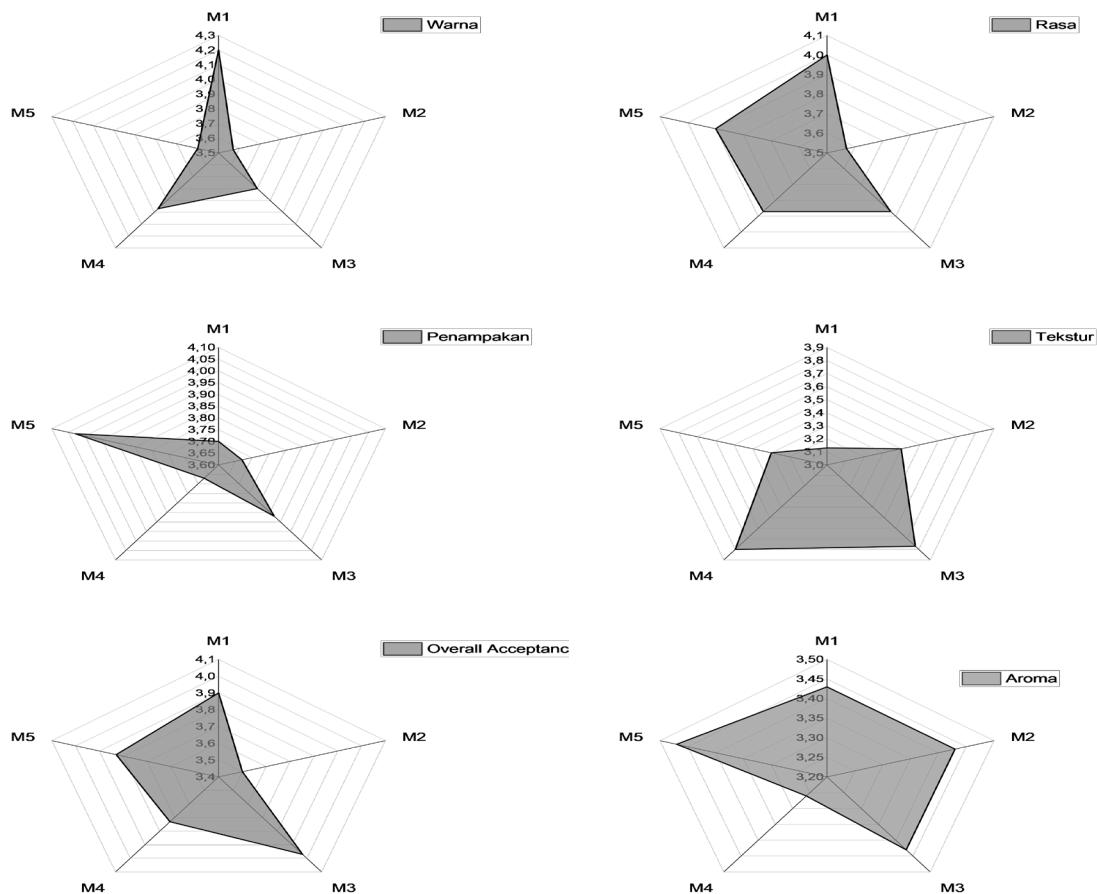 M1
Warna
4,3
4,2
4,1
4,0
3,9
3,8
3,7
3,6
3,5
M5
M2
M4
M3
M1
Rasa
4,1
4,0
3,9
3,8
3,7
3,6
3,5
M5
M2
M4
M3
M1
Penampakan
4,10
4,05
4,00
3,95
3,90
3,85
3,80
3,75
3,70
3,65
3,60
M5
M2
M4
M3
M1
Tekstur
3,9
3,8
3,7
3,6
3,5
3,4
3,3
3,2
3,1
3,0
M5
M2
M4
M3
M1
Overall Acceptanc
4,1
4,0
3,9
3,8
3,7
3,6
3,5
3,4
M5
M2
M4
M3
M1
Aroma
3,50
3,45
3,40
3,35
3,30
3,25
3,20
M5
M2
M4
M3